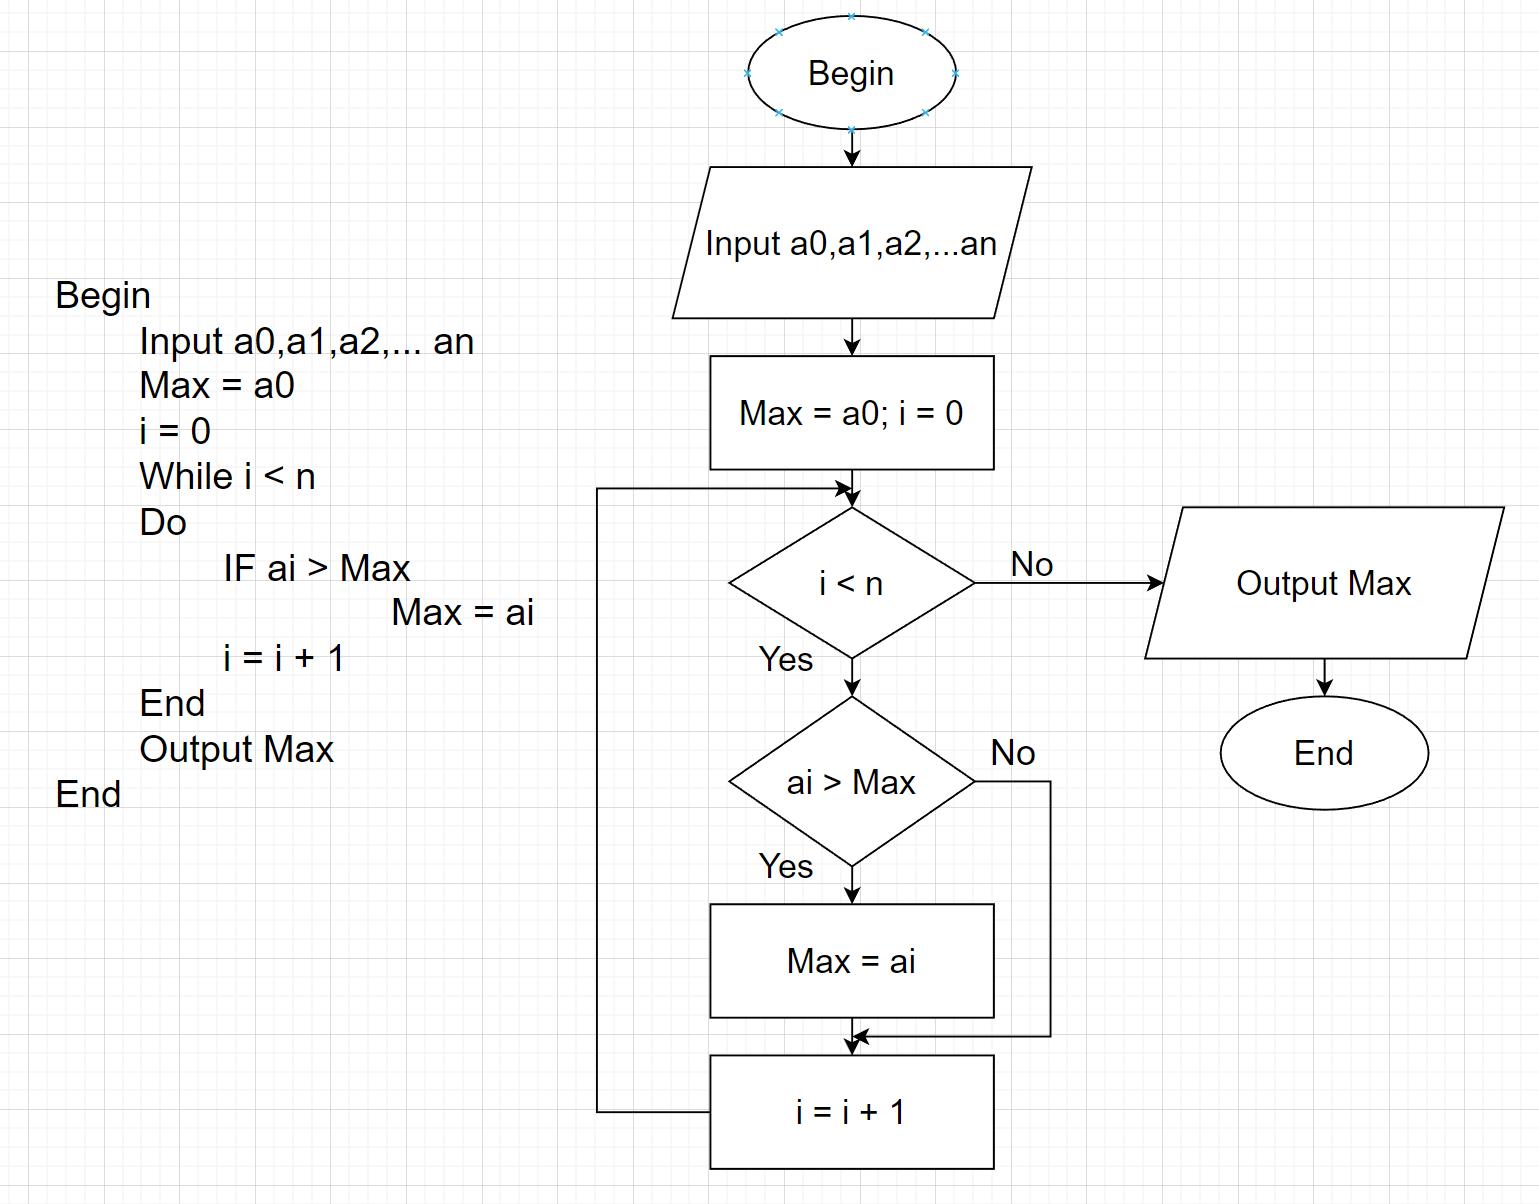 Begin
Input a0,a1,a2,... an
Max = a0
i = 0
While i < n
Do
IF ai > Max
Max = ai
i = i + 1
End
Output Max
End
Begin
Input a0,a1,a2,...an
Max = a0; i = 0
i < n
No
Output Max
End
Yes
ai > Max
No
Yes
Max = ai
i = i + 1